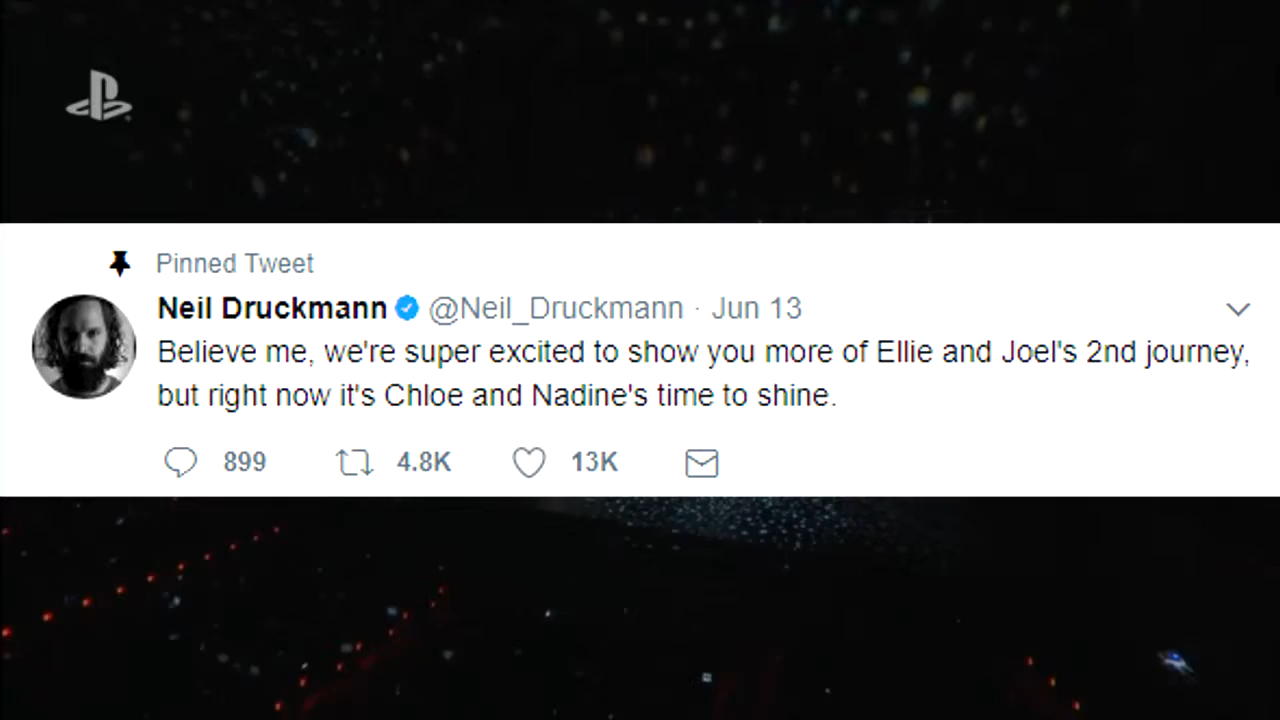 Pinned Tweet
Neil Druckmann @Neil_Druckmann · Jun 13
Believe me, we're super excited to show you more of Ellie and Joel's 2nd journey,
but right now it's Chloe and Nadine's time to shine.
899 4.8K 13K